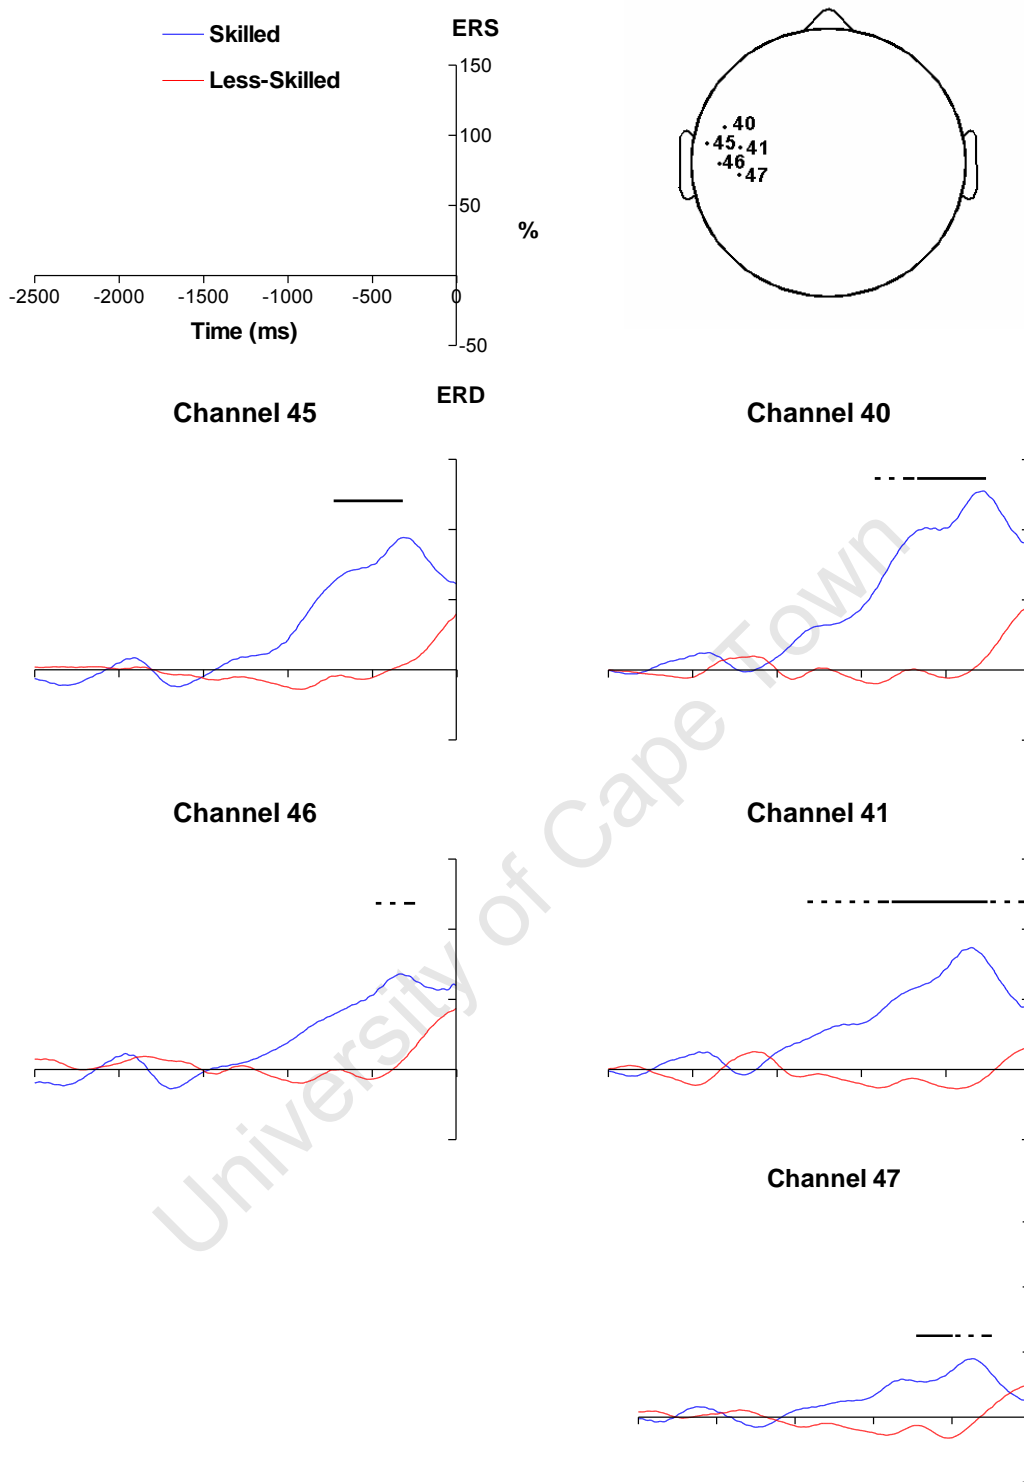 Skilled
Less-Skilled
ERS
150
100
50
%
-2500 -2000 -1500 -1000 -500 0
Time (ms)
-50
ERD
40
45 41
46
47
Channel 45
Channel 40
Channel 46
Channel 41
Channel 47
University of Cape Town